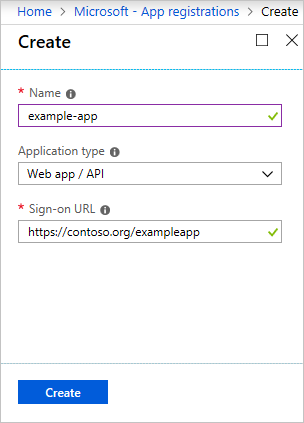 Home > Microsoft - App registrations > Create
Create
* Name
example-app
Application type
Web app / API
* Sign-on URL
https://contoso.org/exampleapp
Create